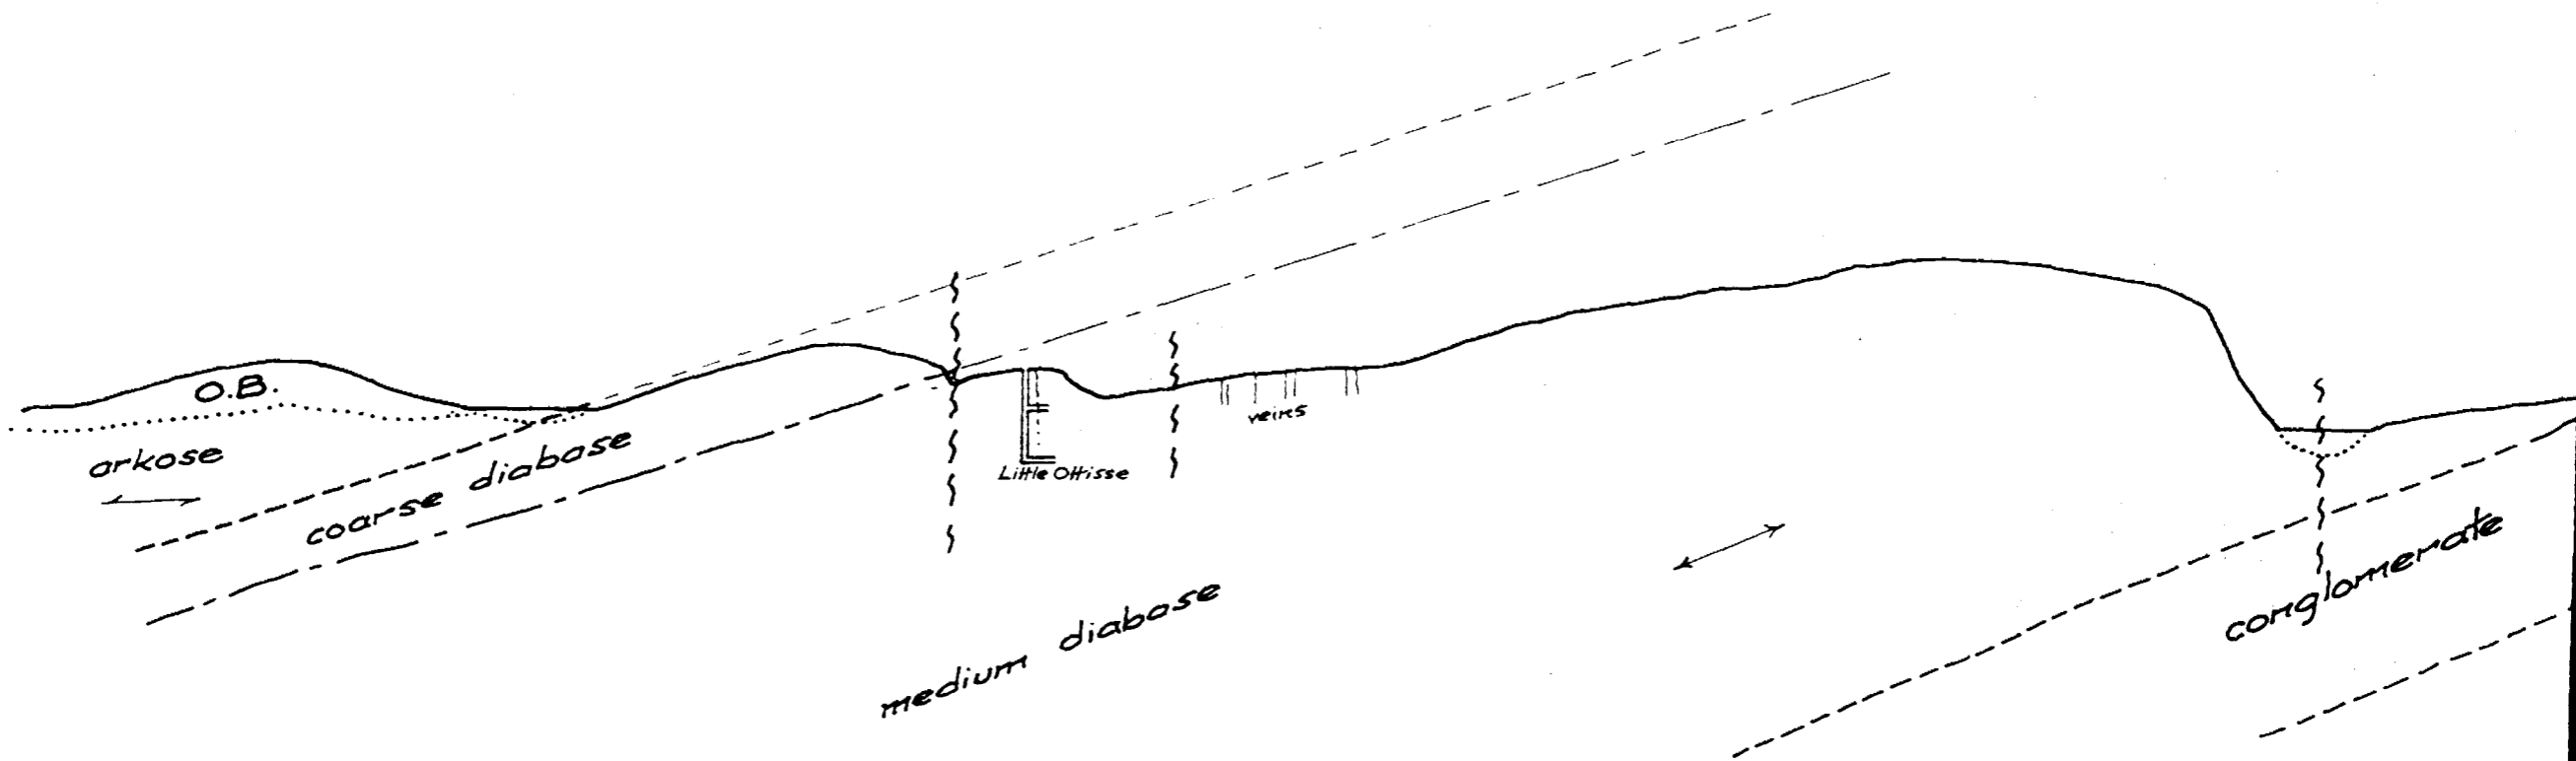 O.B.
arkose
coarse diabase
Little Ottisse
veins
medium diabase
conglomerate